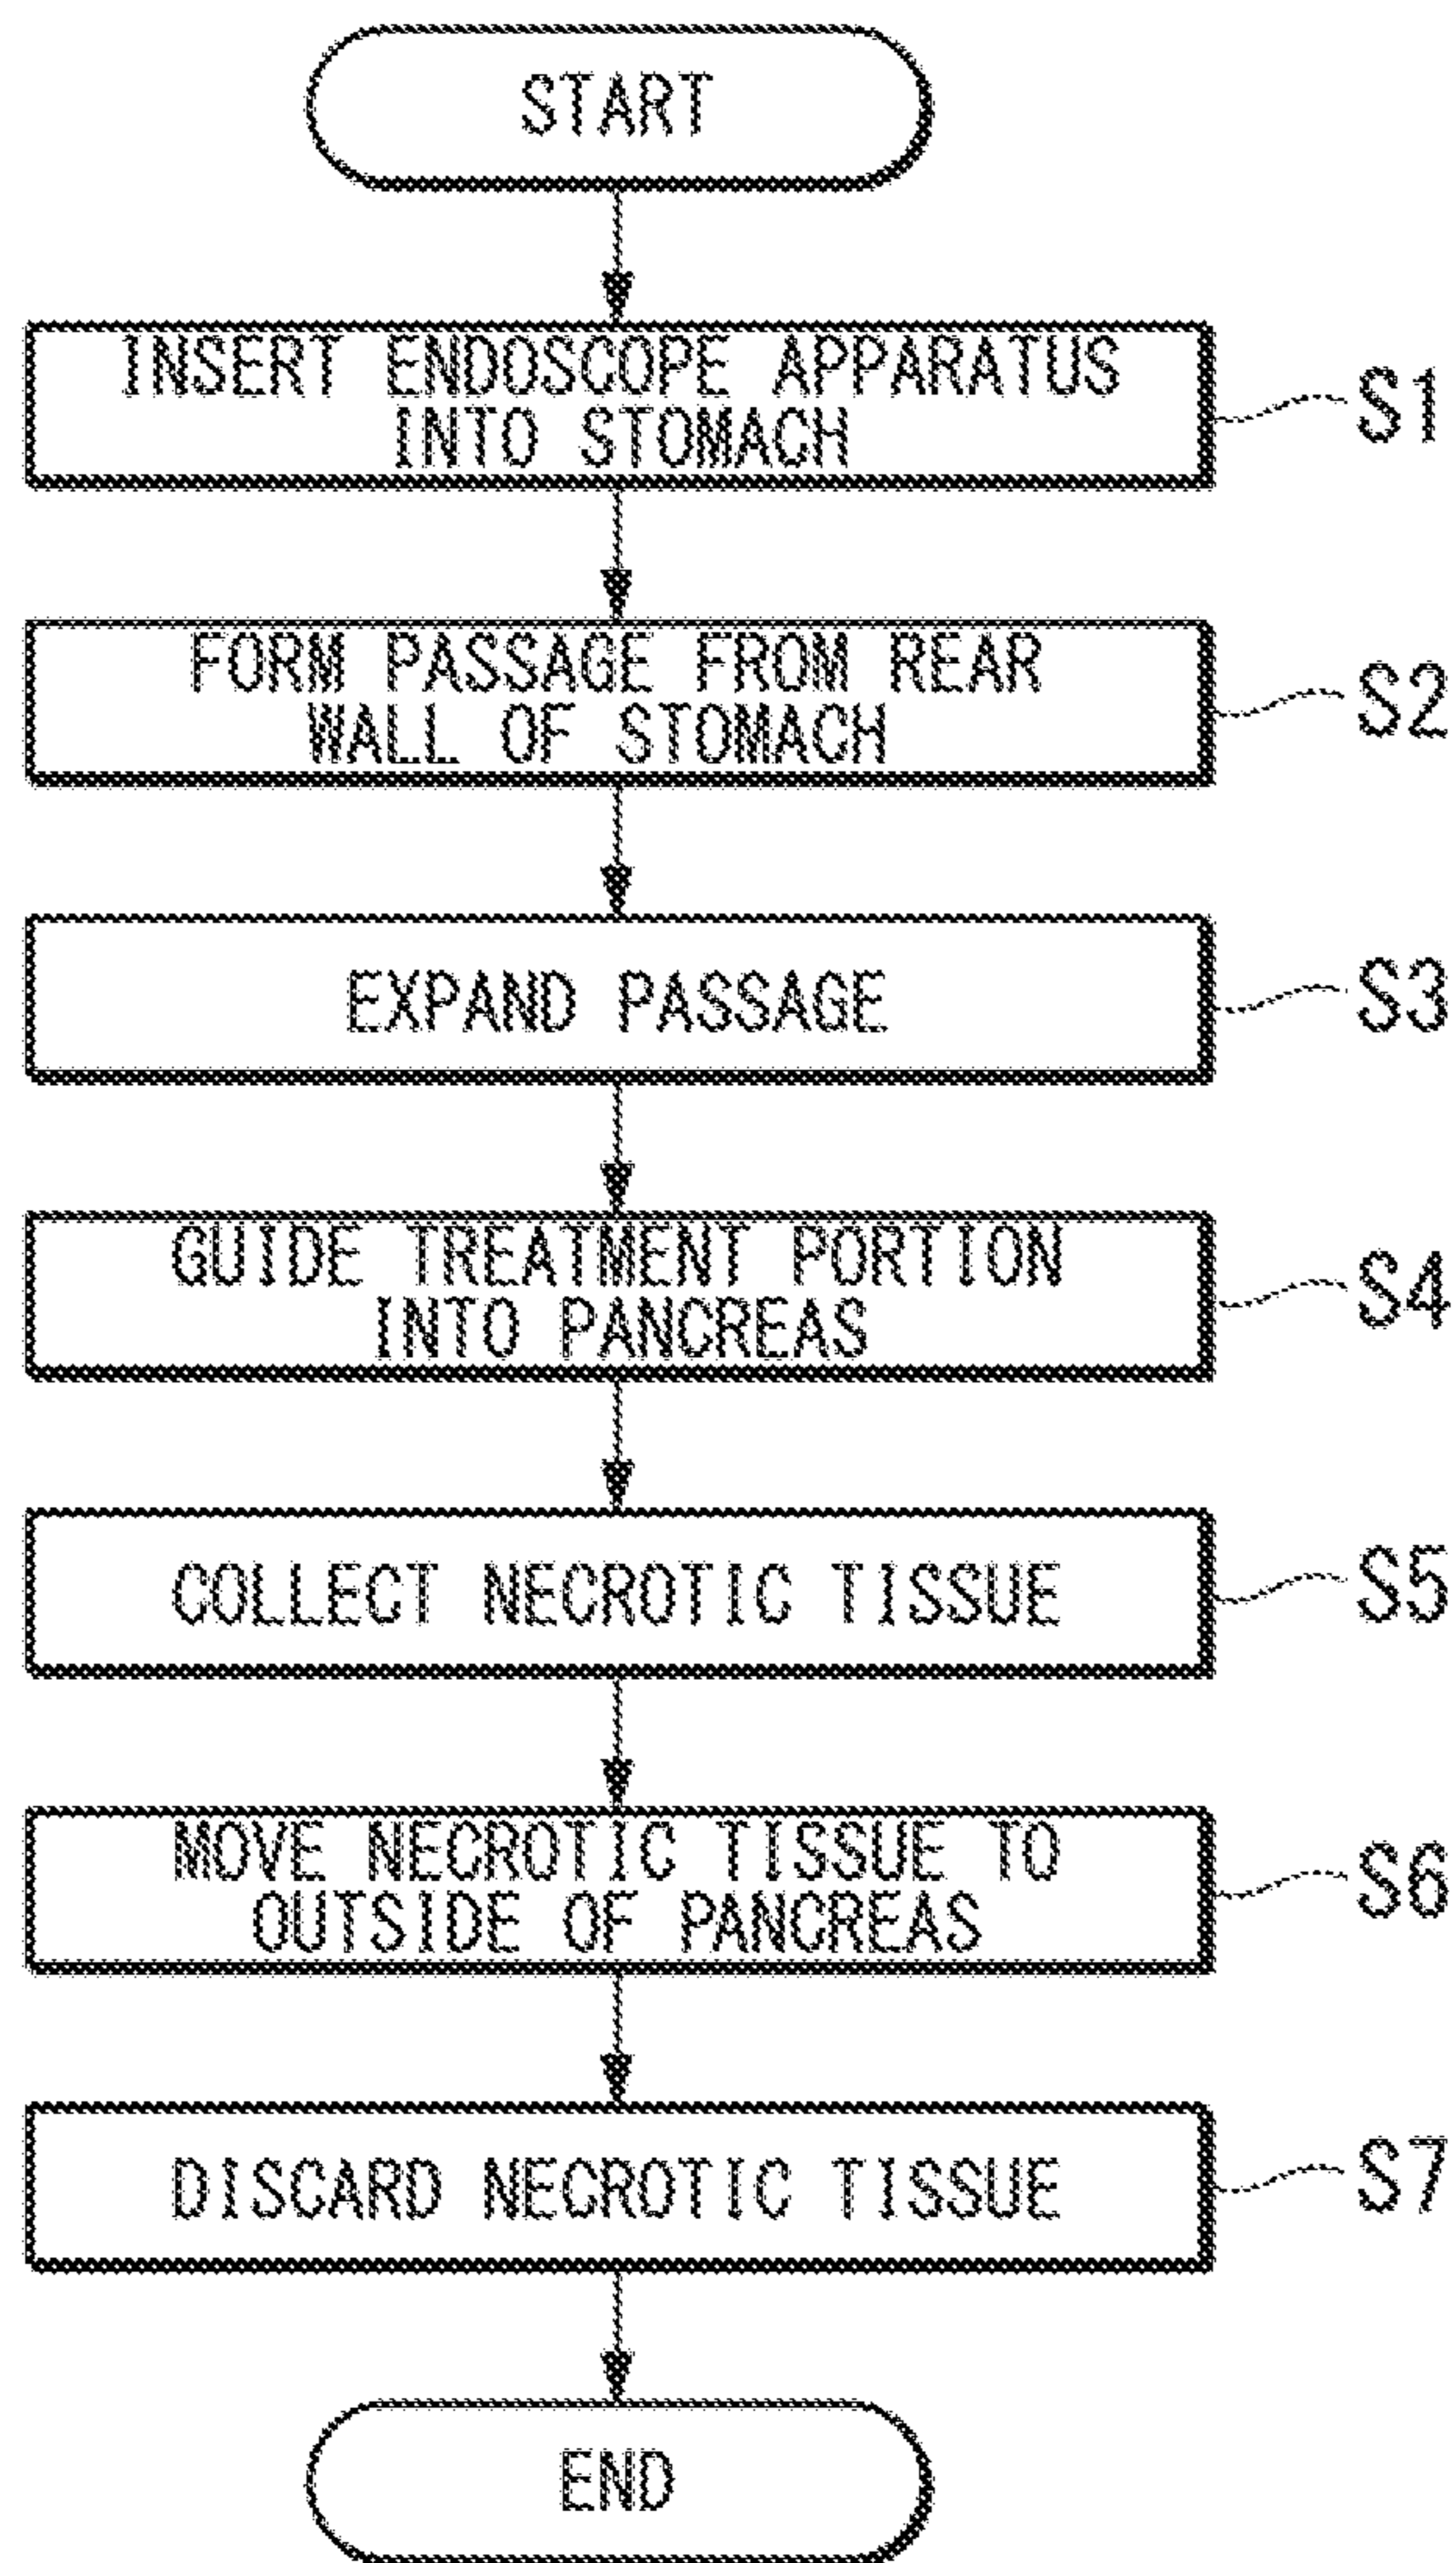 START
INSERT ENDOSCOPE APPARATUS
INTO STOMACH
S1
FORM PASSAGE FROM REAR
WALL OF STOMACH
S2
EXPAND PASSAGE
S3
GUIDE TREATMENT PORTION
INTO PANCREAS
S4
COLLECT NECROTIC TISSUE
S5
MOVE NECROTIC TISSUE TO
OUTSIDE OF PANCREAS
S6
DISCARD NECROTIC TISSUE
S7
END